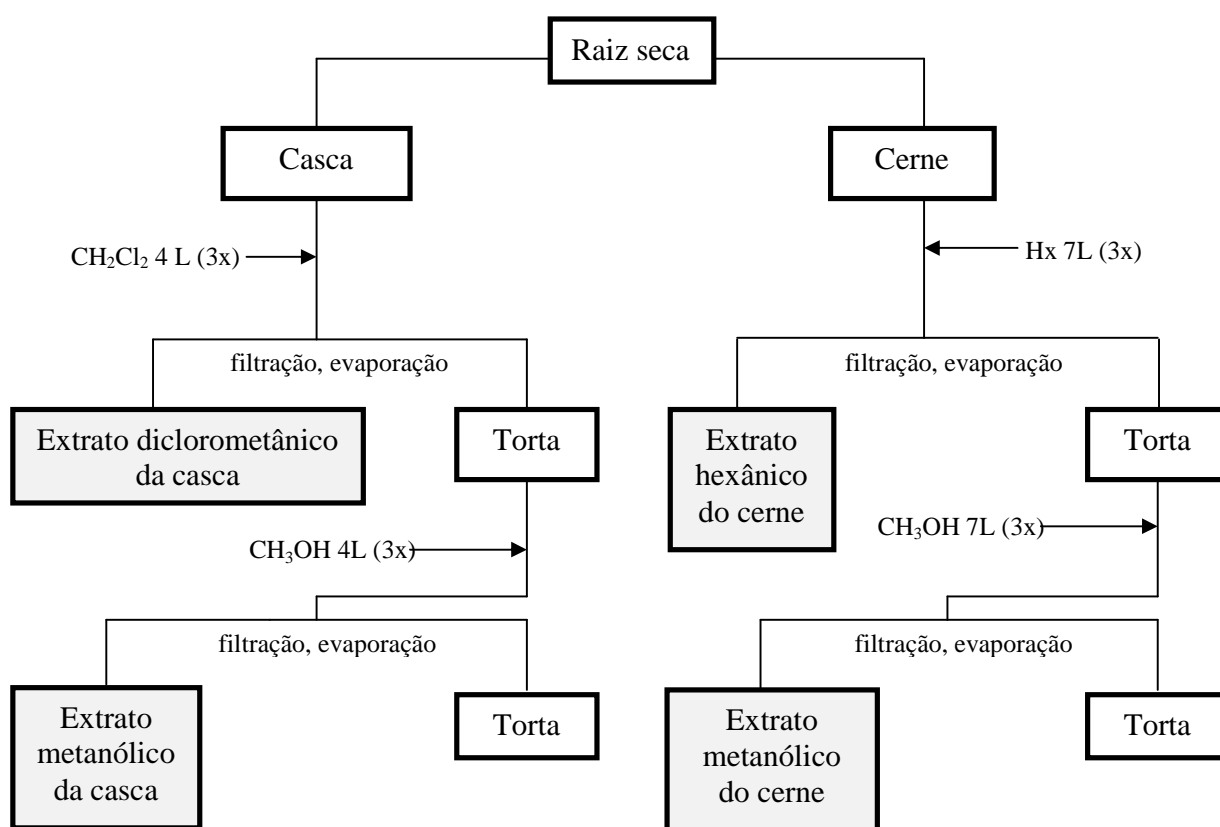 Raiz seca
Casca
Cerne
CH₂Cl₂ 4 L (3x)
Hx 7L (3x)
filtração, evaporação
filtração, evaporação
Extrato diclorometânico
da casca
Torta
Extrato
hexânico
do cerne
Torta
CH₃OH 4L (3x)
CH₃OH 7L (3x)
filtração, evaporação
filtração, evaporação
Extrato
metanólico
da casca
Torta
Extrato
metanólico
do cerne
Torta